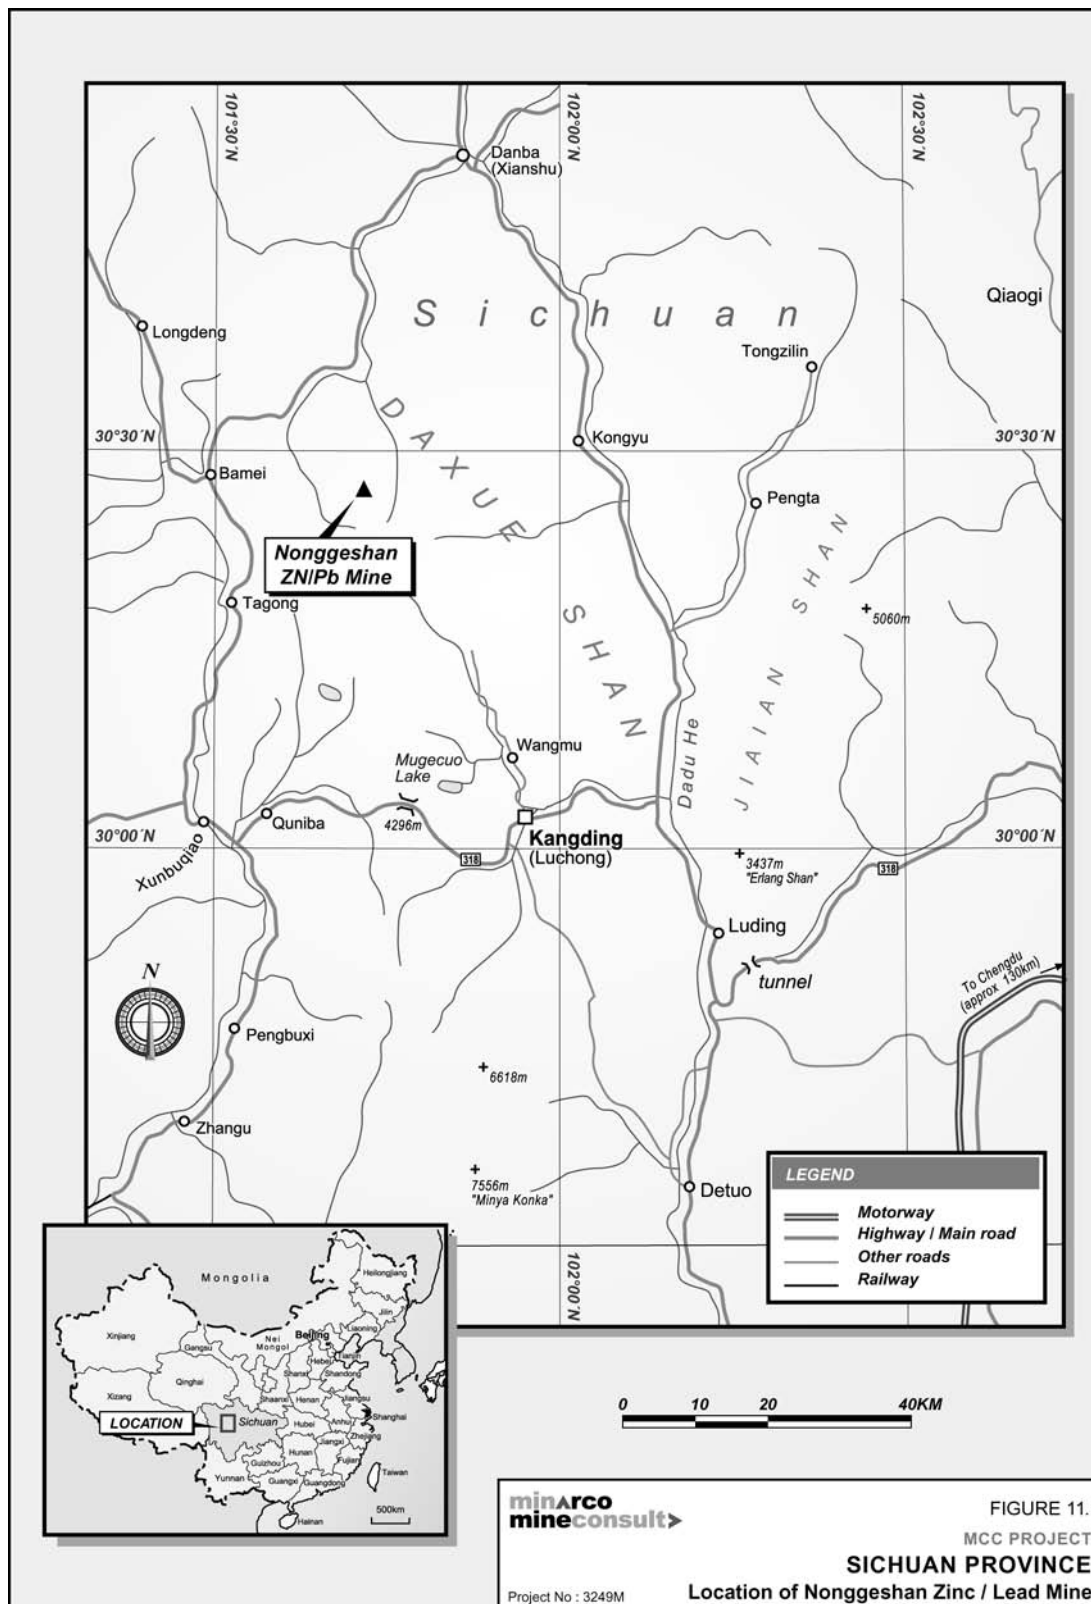 101°30´N
102°00´N
102°30´N
Danba
(Xianshu)
Sichuan
Qiaogi
Longdeng
Tongzilin
DAXUE SHAN
30°30´N
30°30´N
Kongyu
Bamei
Pengta
Nonggeshan
ZN/Pb Mine
JIAIAN SHAN
Tagong
5060m
Dadu He
Wangmu
Mugecuo
Lake
Quniba
4296m
30°00´N
30°00´N
Kangding
(Luchong)
Xunbuqiao
318
318
3437m
"Erlang Shan"
Luding
tunnel
To Chengdu
(approx 130km)
N
Pengbuxi
6618m
Zhangu
7556m
"Minya Konka"
Detuo
LEGEND
Motorway
Highway / Main road
Other roads
Railway
102°00´N
Mongolia
Heilongjiang
Jilin
Liaoning
Xinjiang
Nei
Mongol
Beijing
Gangsu
Hebei
Tianjin
Shanxi
Shandong
Qinghai
Xizang
Shaanxi
Henan
Jiangsu
LOCATION
Sichuan
Hubei
Anhui
Shanghai
Zhejiang
Hunan
Jiangxi
Guizhou
Fujian
Yunnan
Guangxi
Guangdong
Taiwan
Hainan
500km
0 10 20 40KM
minarco
mineconsult
FIGURE 11.
MCC PROJECT
SICHUAN PROVINCE
Project No : 3249M
Location of Nonggeshan Zinc / Lead Mine